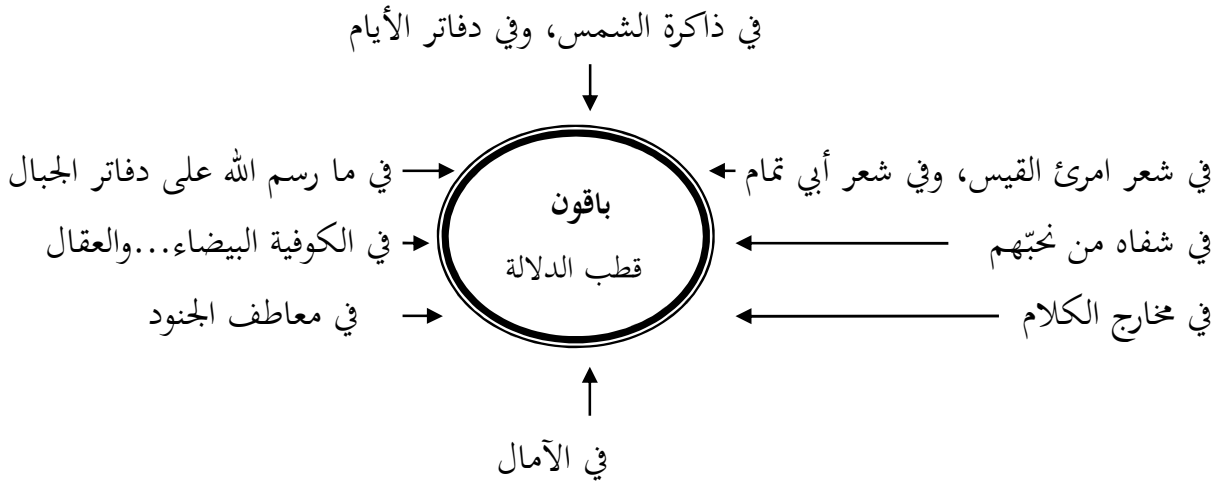 في ذاكرة الشمس، وفي دفاتر الأيام
في شعر امرئ القيس، وفي شعر أبي تمام
في شفاه من نحبّهم
في مخارج الكلام
باقون
قطب الدلالة
في ما رسم الله على دفاتر الجبال
في الكوفية البيضاء...والعقال
في معاطف الجنود
في الآمال